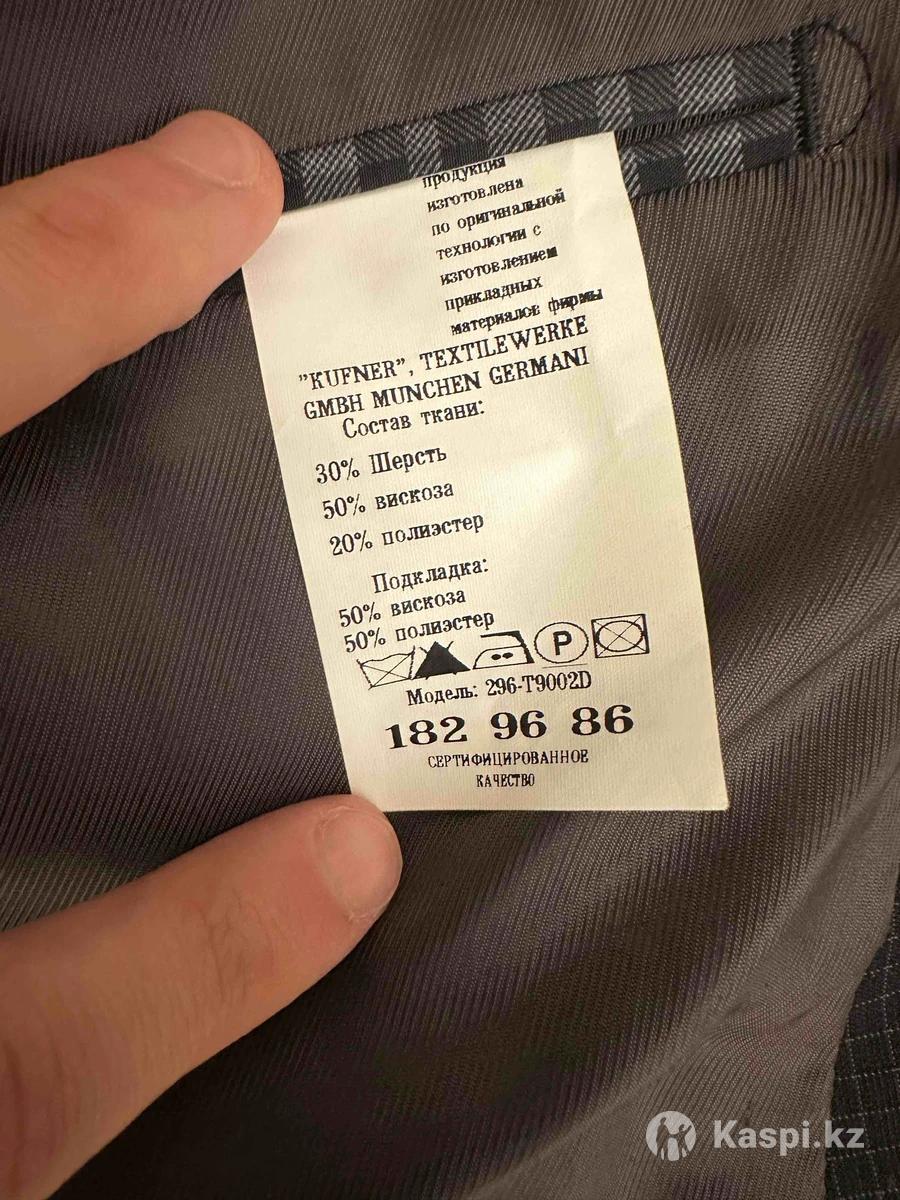 продукция
изготовлена
по оригинальной
технологии с
изготовлением
прикладных
материалов фирмы
"KUFNER", TEXTILEWERKE
GMBH MUNCHEN GERMANI
Состав ткани:
30% Шерсть
50% вискоза
20% полиэстер
Подкладка:
50% вискоза
50% полиэстер
P
Модель: 296-T9002D
182 96 86
СЕРТИФИЦИРОВАННОЕ
КАЧЕСТВО
Kaspi.kz